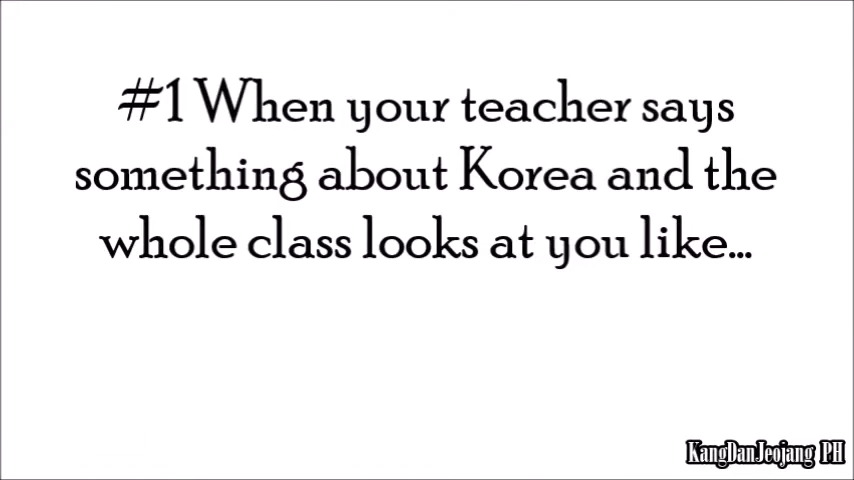 #1 When your teacher says
something about Korea and the
whole class looks at you like...
KangDanJeojang PH